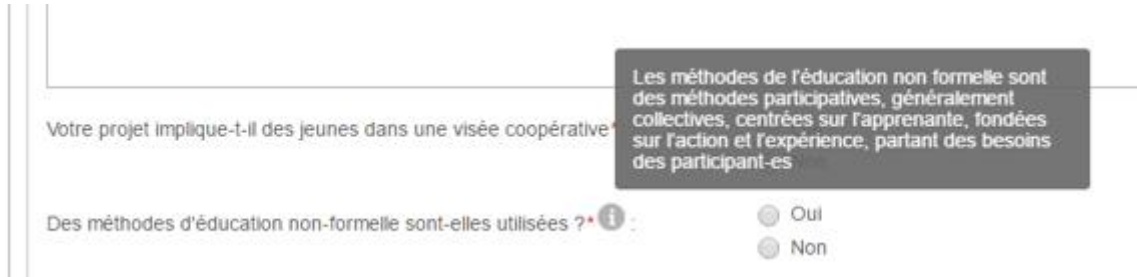 Les méthodes de l'éducation non formelle sont
des méthodes participatives, généralement
collectives, centrées sur l'apprenante, fondées
sur l'action et l'expérience, partant des besoins
des participant-es
Votre projet implique-t-il des jeunes dans une visée coopérative
Des méthodes d'éducation non-formelle sont-elles utilisées ?* :
Oui
Non